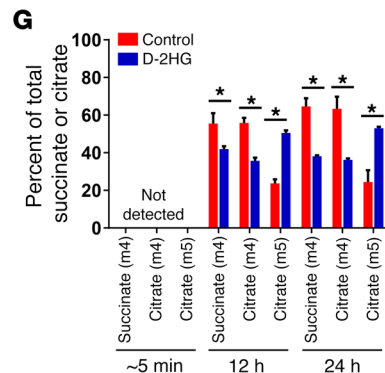 G
Control
D-2HG
Percent of total
succinate or citrate
100
80
60
40
20
0
Not
detected
* * * * * *
Succinate (m4)
Citrate (m4)
Citrate (m5)
Succinate (m4)
Citrate (m4)
Citrate (m5)
Succinate (m4)
Citrate (m4)
Citrate (m5)
~5 min
12 h
24 h